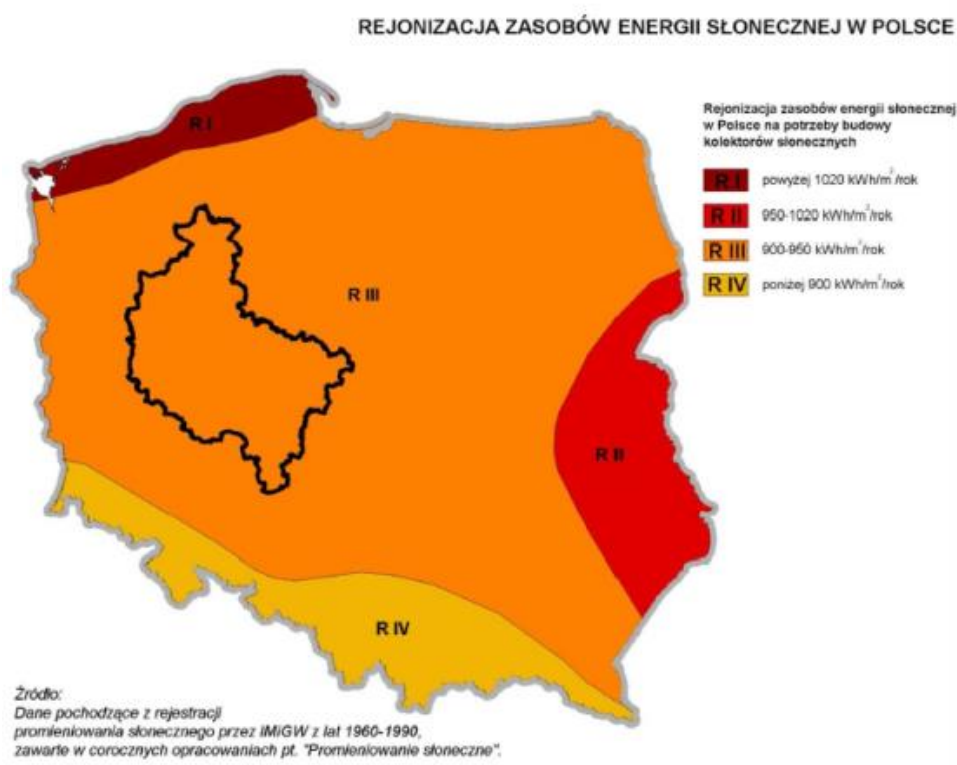 REJONIZACJA ZASOBÓW ENERGII SŁONECZNEJ W POLSCE
Rejonizacja zasobów energii słonecznej
w Polsce na potrzeby budowy
kolektorów słonecznych
R I powyżej 1020 kWh/m²/rok
R II 950-1020 kWh/m²/rok
R III 900-950 kWh/m²/rok
R IV poniżej 900 kWh/m²/rok
R I
R III
R II
R IV
Źródło:
Dane pochodzące z rejestracji
promieniowania słonecznego przez IMiGW z lat 1960-1990,
zawarte w corocznych opracowaniach pt. "Promieniowanie słoneczne".